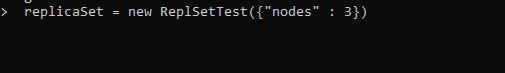 > replicaSet = new ReplSetTest({"nodes" : 3})